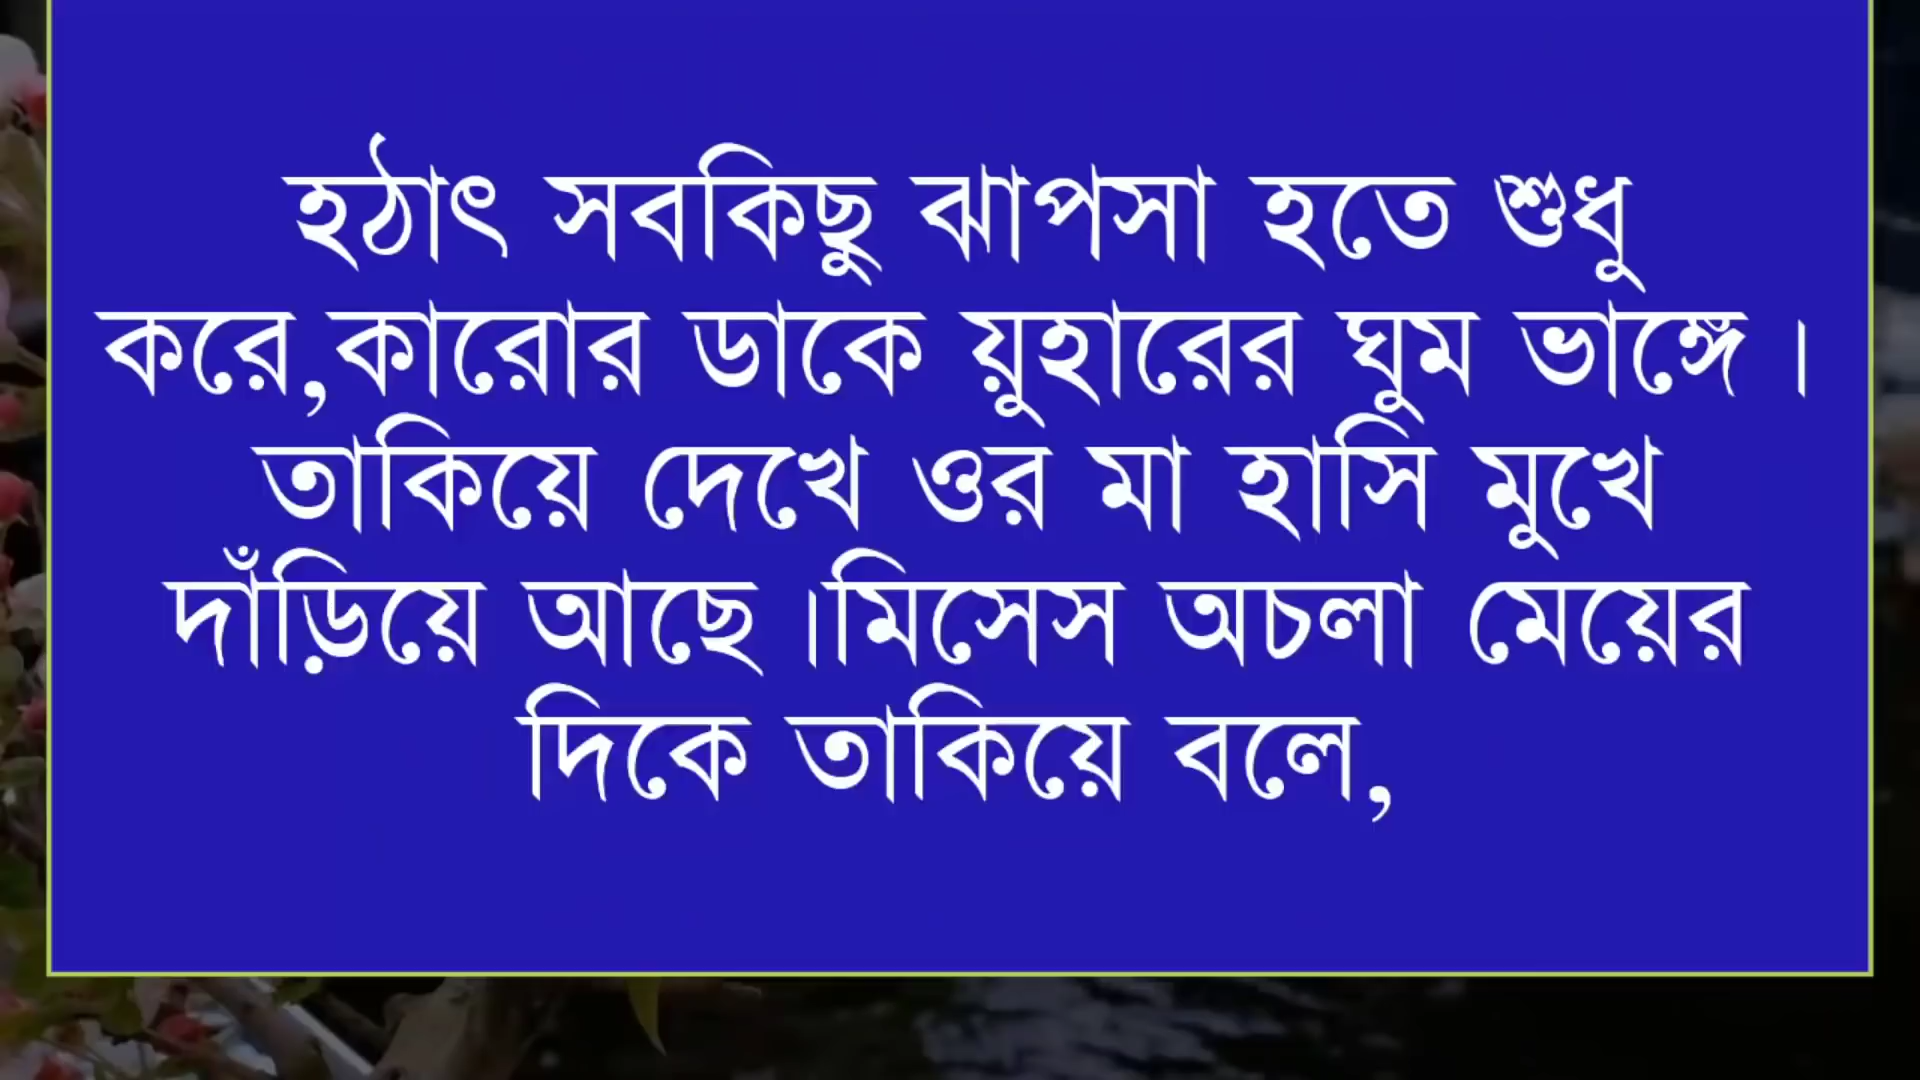 হঠাৎ সবকিছু ঝাপসা হতে শুধু
করে,কারোর ডাকে য়ুহারের ঘুম ভাঙ্গে ।
তাকিয়ে দেখে ওর মা হাসি মুখে
দাঁড়িয়ে আছে ।মিসেস অচলা মেয়ের
দিকে তাকিয়ে বলে,